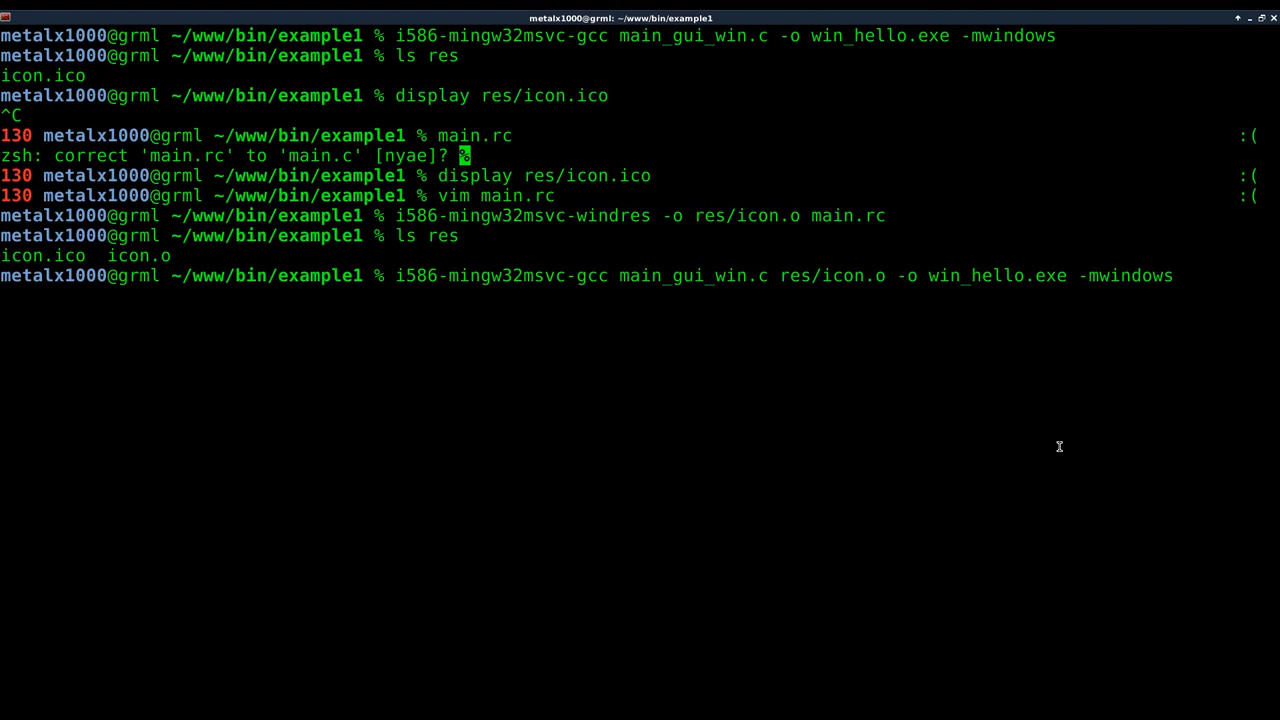 metalx1000@grml: ~/www/bin/example1
metalx1000@grml ~/www/bin/example1 % i586-mingw32msvc-gcc main_gui_win.c -o win_hello.exe -mwindows
metalx1000@grml ~/www/bin/example1 % ls res
icon.ico
metalx1000@grml ~/www/bin/example1 % display res/icon.ico
^C
130 metalx1000@grml ~/www/bin/example1 % main.rc :(
zsh: correct 'main.rc' to 'main.c' [nyae]? %
130 metalx1000@grml ~/www/bin/example1 % display res/icon.ico :(
130 metalx1000@grml ~/www/bin/example1 % vim main.rc :(
metalx1000@grml ~/www/bin/example1 % i586-mingw32msvc-windres -o res/icon.o main.rc
metalx1000@grml ~/www/bin/example1 % ls res
icon.ico  icon.o
metalx1000@grml ~/www/bin/example1 % i586-mingw32msvc-gcc main_gui_win.c res/icon.o -o win_hello.exe -mwindows